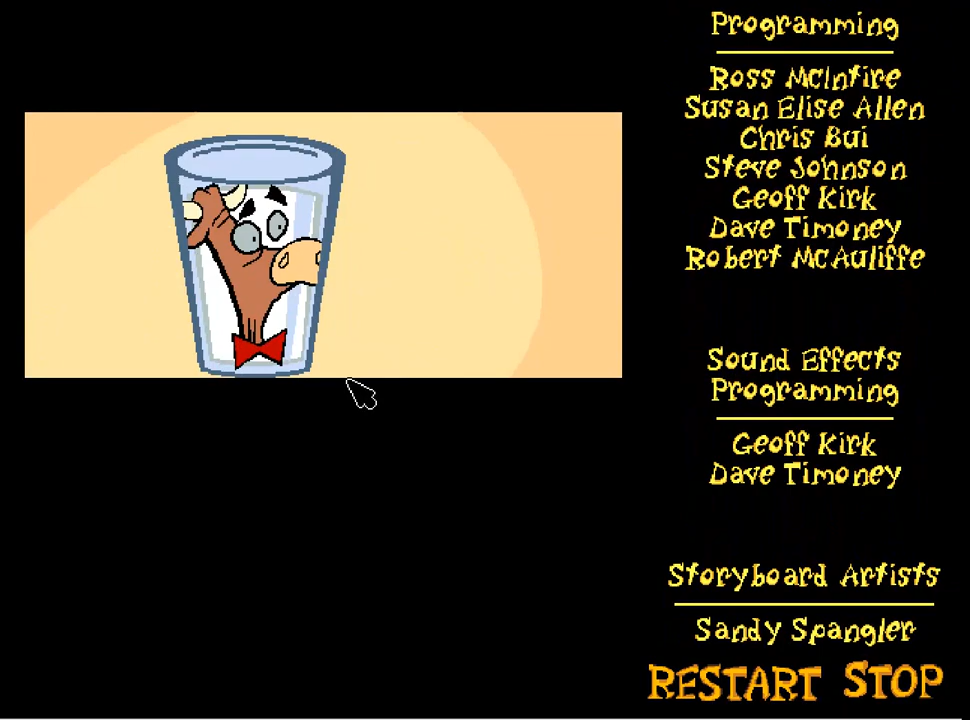 Programming
Ross McIntire
Susan Elise Allen
Chris Bui
Steve Johnson
Geoff Kirk
Dave Timoney
Robert McAuliffe
Sound Effects
Programming
Geoff Kirk
Dave Timoney
Storyboard Artists
Sandy Spangler
RESTART STOP